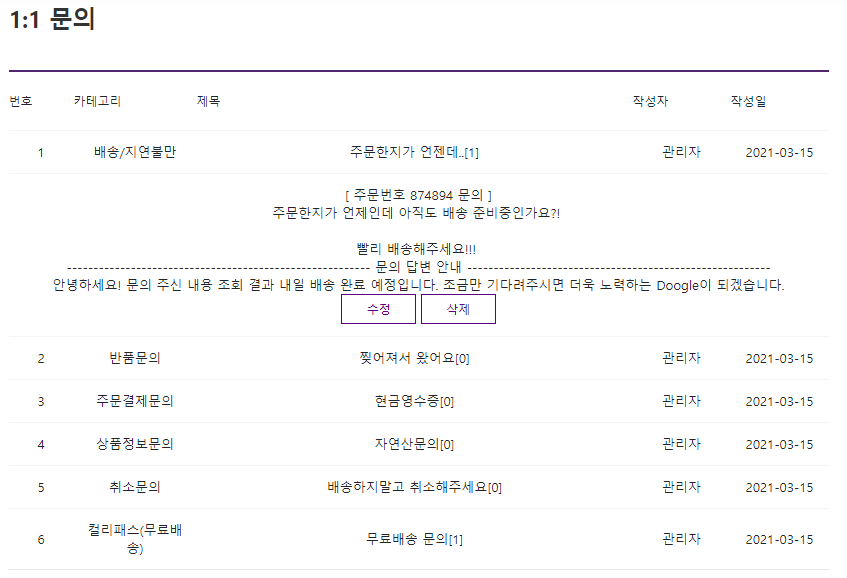 1:1 문의
번호 카테고리 제목 작성자 작성일
1 배송/지연불만 주문한지가 언젠데..[1] 관리자 2021-03-15
[ 주문번호 874894 문의 ]
주문한지가 언제인데 아직도 배송 준비중인가요?!
빨리 배송해주세요!!!
--------------------------------------------------------- 문의 답변 안내 ---------------------------------------------------------
안녕하세요! 문의 주신 내용 조회 결과 내일 배송 완료 예정입니다. 조금만 기다려주시면 더욱 노력하는 Doogle이 되겠습니다.
수정 삭제
2 반품문의 찢어져서 왔어요[0] 관리자 2021-03-15
3 주문결제문의 현금영수증[0] 관리자 2021-03-15
4 상품정보문의 자연산문의[0] 관리자 2021-03-15
5 취소문의 배송하지말고 취소해주세요[0] 관리자 2021-03-15
6 컬리패스(무료배
송) 무료배송 문의[1] 관리자 2021-03-15